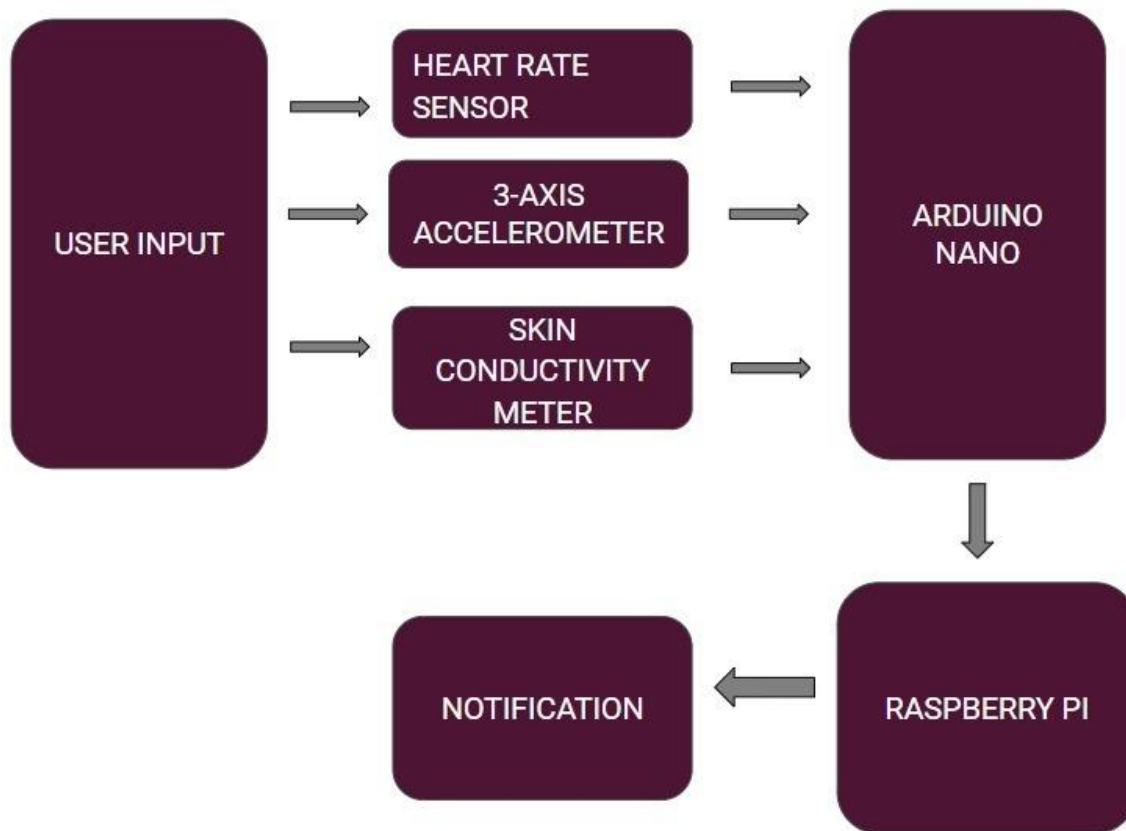 USER INPUT
HEART RATE
SENSOR
3-AXIS
ACCELEROMETER
SKIN
CONDUCTIVITY
METER
ARDUINO
NANO
RASPBERRY PI
NOTIFICATION